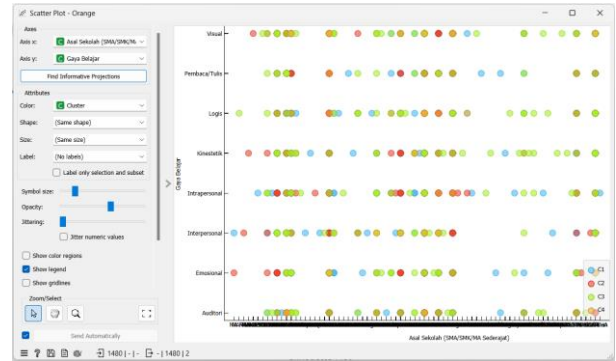 Scatter Plot - Orange
Axes
Axis x: C Asal Sekolah (SMA/SMK/M
Axis y: C Gaya Belajar
Find Informative Projections
Attributes
Color: C Cluster
Shape: (Same shape)
Size: (Same size)
Label: (No labels)
Label only selection and subset
Symbol size:
Opacity:
Jittering:
Jitter numeric values
Show color regions
Show legend
Show gridlines
Zoom/Select
Send Automatically
1480 | - | - 1480 | 2
Gaya Belajar
Visual
Pembaca/Tulis
Logis
Kinestetik
Intrapersonal
Interpersonal
Emosional
Auditori
Asal Sekolah (SMA/SMK/MA Sederajat)
C1
C2
C4